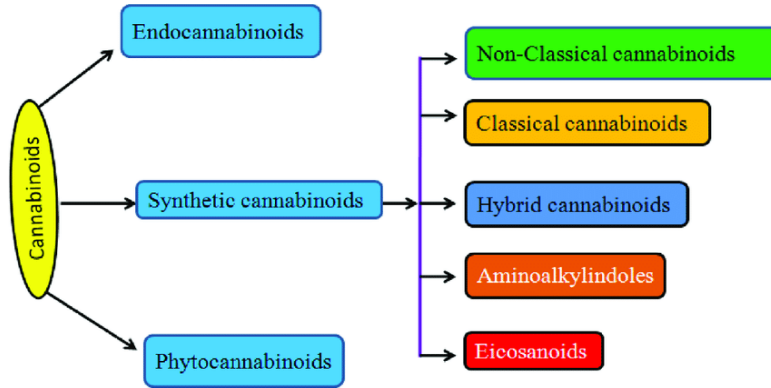 Cannabinoids
Endocannabinoids
Synthetic cannabinoids
Phytocannabinoids
Non-Classical cannabinoids
Classical cannabinoids
Hybrid cannabinoids
Aminoalkylindoles
Eicosanoids